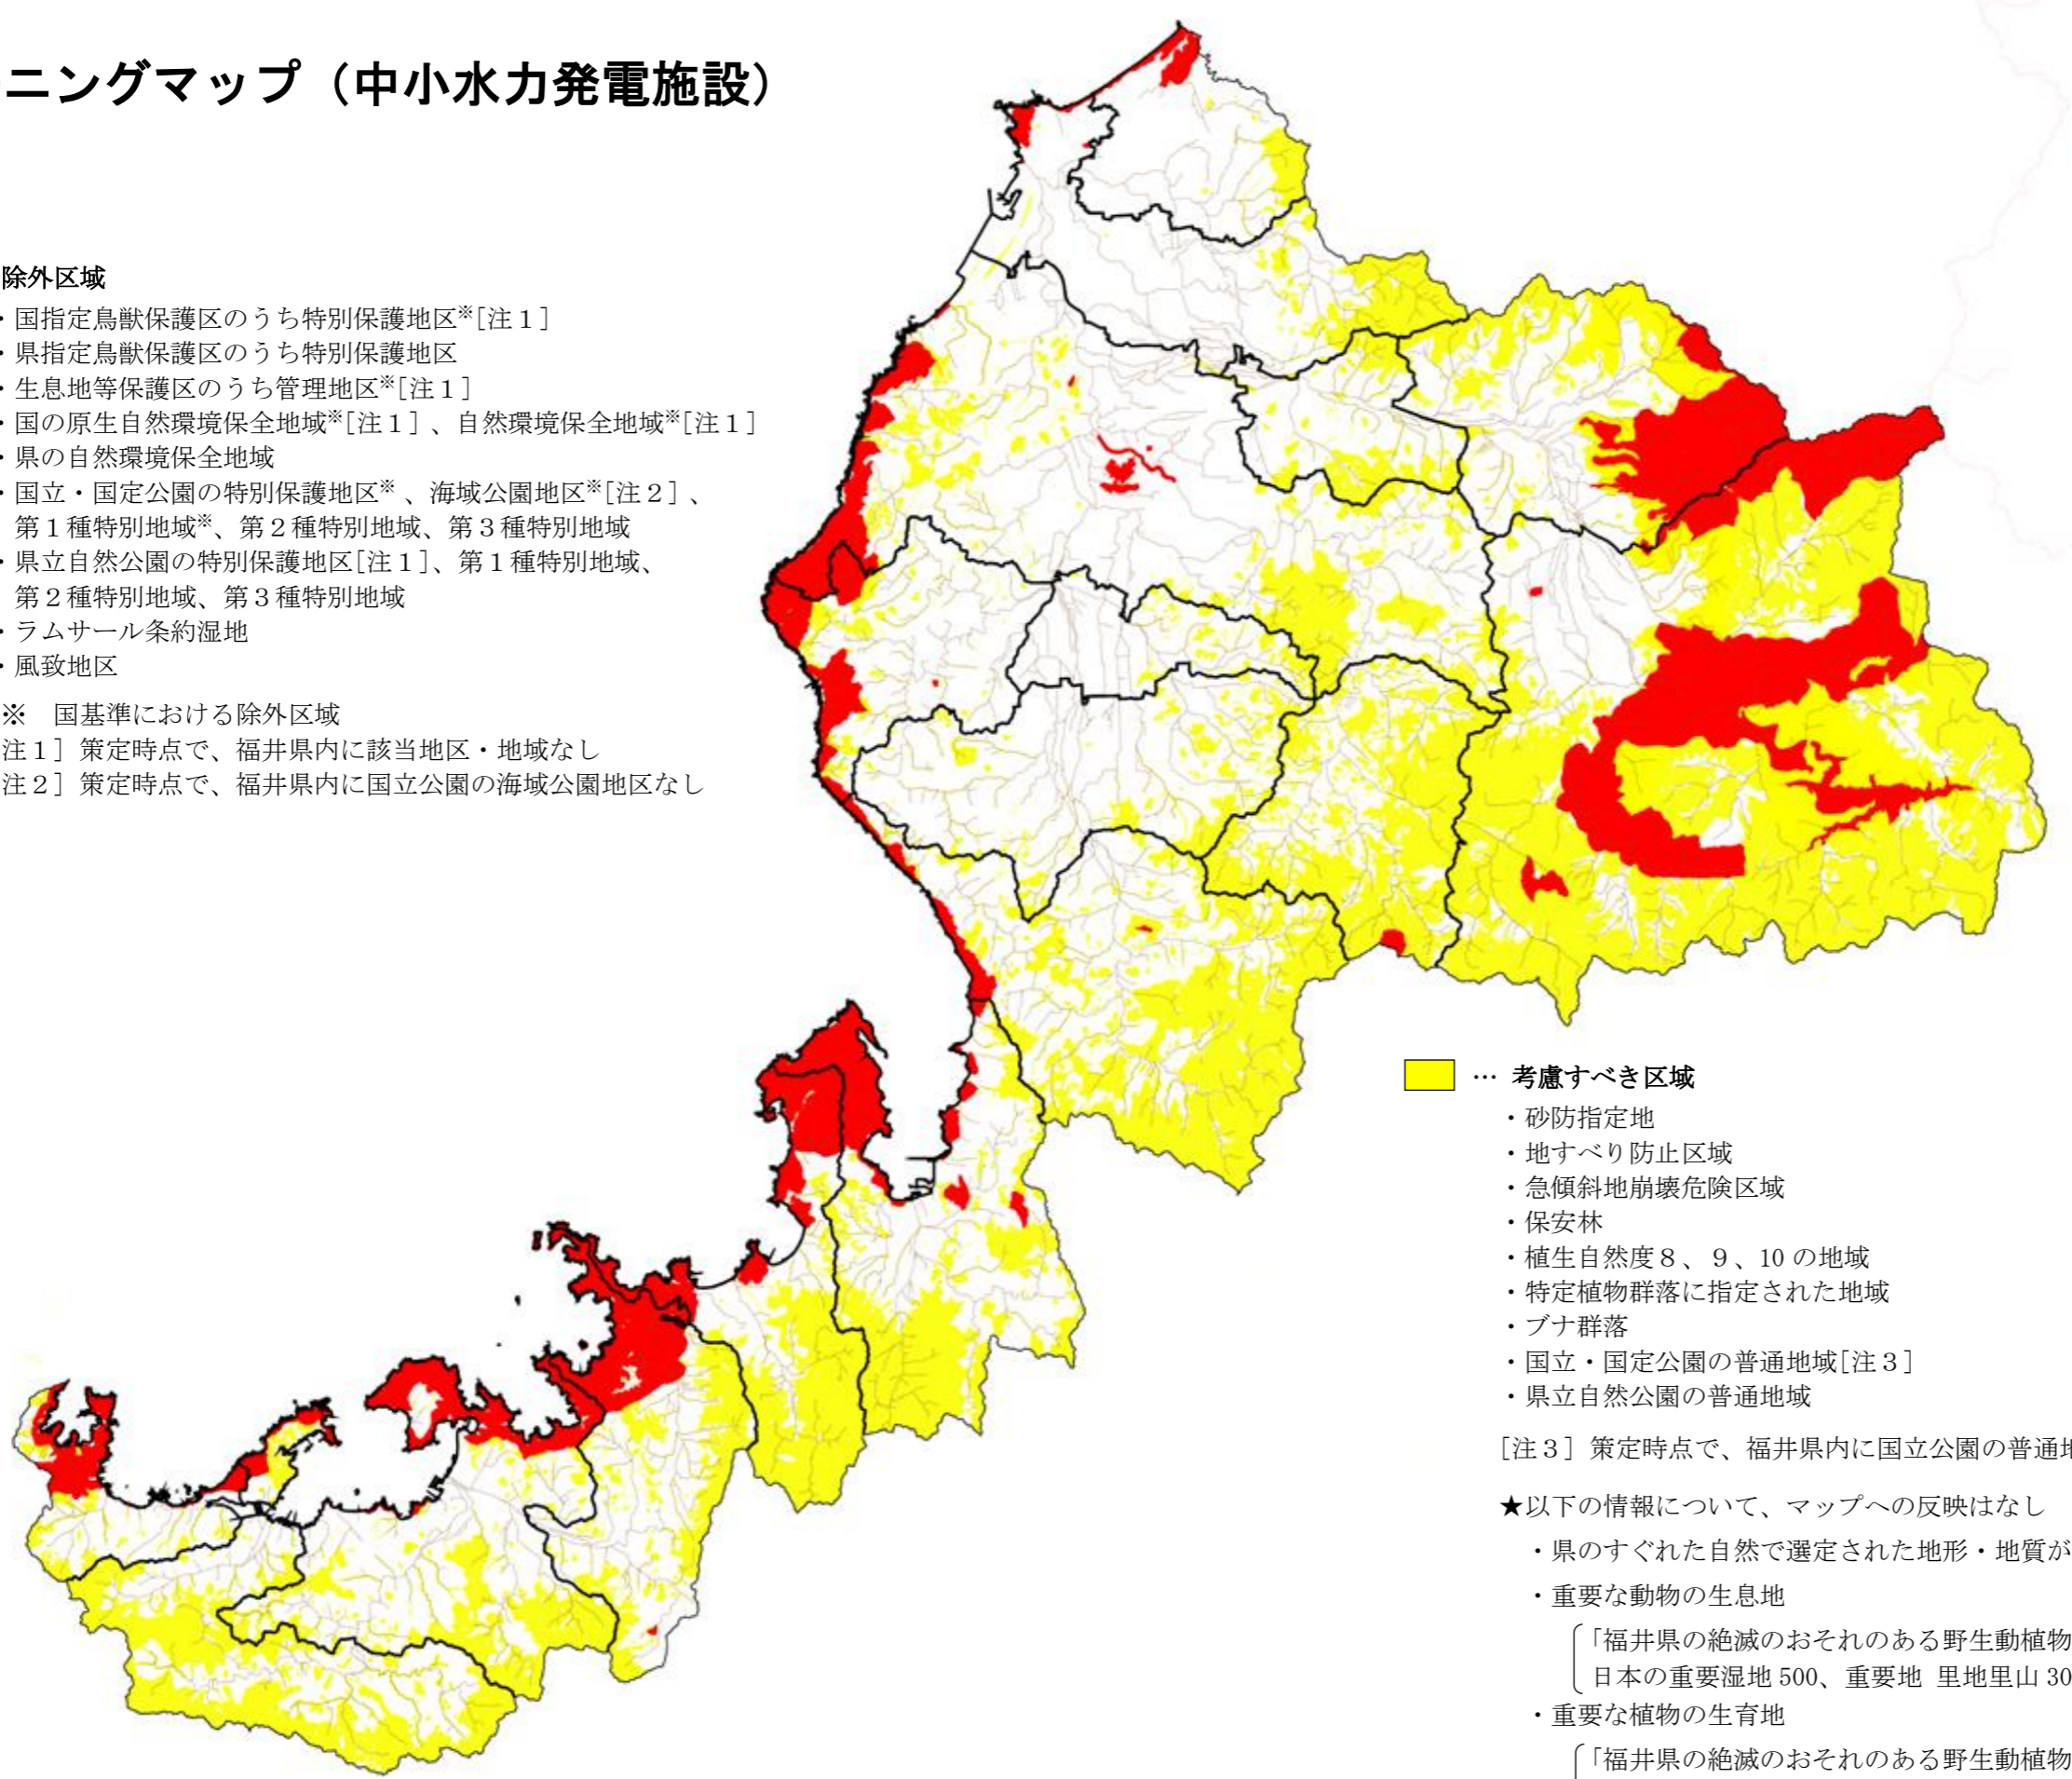 ニングマップ（中小水力発電施設）
除外区域
・国指定鳥獣保護区のうち特別保護地区※[注１]
・県指定鳥獣保護区のうち特別保護地区
・生息地等保護区のうち管理地区※[注１]
・国の原生自然環境保全地域※[注１]、自然環境保全地域※[注１]
・県の自然環境保全地域
・国立・国定公園の特別保護地区※、海域公園地区※[注２]、
第１種特別地域※、第２種特別地域、第３種特別地域
・県立自然公園の特別保護地区[注１]、第１種特別地域、
第２種特別地域、第３種特別地域
・ラムサール条約湿地
・風致地区
※　国基準における除外区域
注１］策定時点で、福井県内に該当地区・地域なし
注２］策定時点で、福井県内に国立公園の海域公園地区なし
… 考慮すべき区域
・砂防指定地
・地すべり防止区域
・急傾斜地崩壊危険区域
・保安林
・植生自然度８、９、10 の地域
・特定植物群落に指定された地域
・ブナ群落
・国立・国定公園の普通地域[注３]
・県立自然公園の普通地域
[注３］策定時点で、福井県内に国立公園の普通地
★以下の情報について、マップへの反映はなし
・県のすぐれた自然で選定された地形・地質が
・重要な動物の生息地
「福井県の絶滅のおそれのある野生動植物
日本の重要湿地 500、重要地 里地里山 30
・重要な植物の生育地
「福井県の絶滅のおそれのある野生動植物